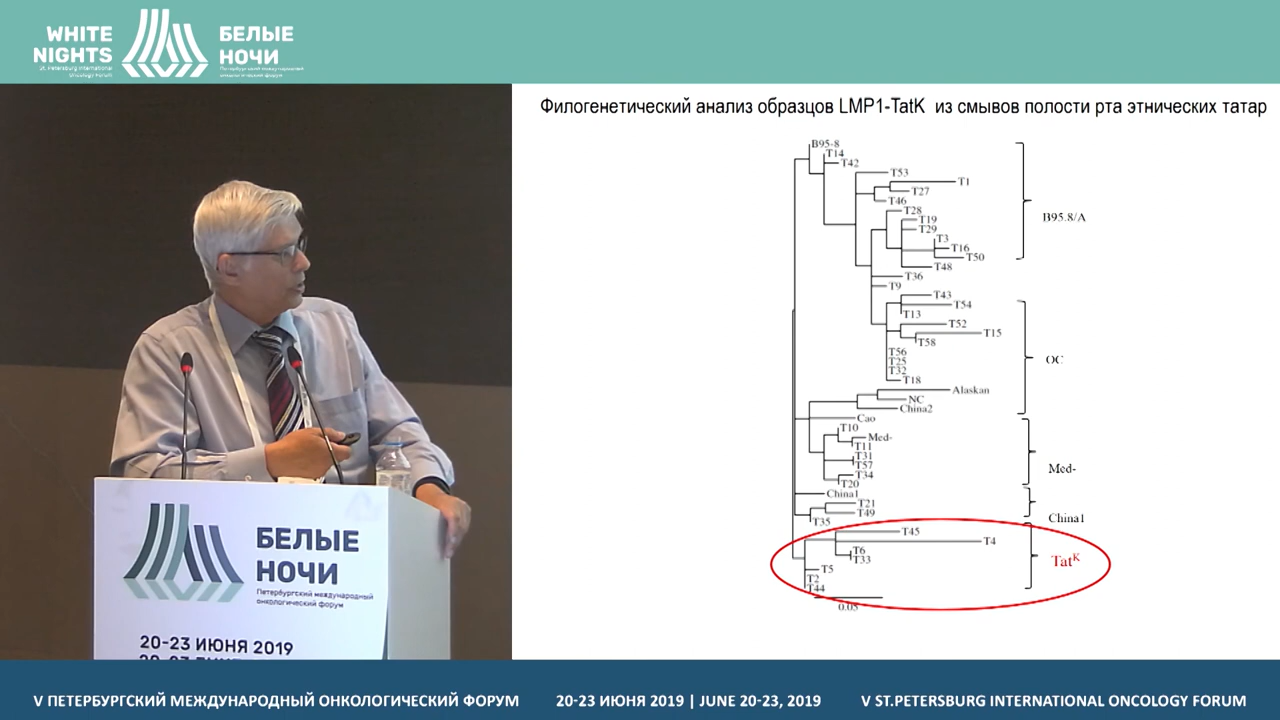 WHITE
NIGHTS
St. Petersburg International
Oncology Forum
БЕЛЫЕ
НОЧИ
Петербургский международный
онкологический форум
Филогенетический анализ образцов LMP1-TatK из смывов полости рта этнических татар
B95-8
T14
T42
T53
T1
T27
T46
T28
T19
T29
T3
T16
T50
T48
T36
T9
T43
T54
T13
T52
T15
T58
T56
T25
T32
T18
Alaskan
NC
China2
Cao
T10
Med-
T11
T31
T57
T34
T20
China1
T21
T49
T35
T45
T4
T6
T33
T5
T2
T44
0.05
B95.8/A
OC
Med-
China1
TatK
БЕЛЫЕ
НОЧИ
Петербургский международный
онкологический форум
20-23 ИЮНЯ 2019
V ПЕТЕРБУРГСКИЙ МЕЖДУНАРОДНЫЙ ОНКОЛОГИЧЕСКИЙ ФОРУМ 20-23 ИЮНЯ 2019 | JUNE 20-23, 2019 V ST.PETERSBURG INTERNATIONAL ONCOLOGY FORUM